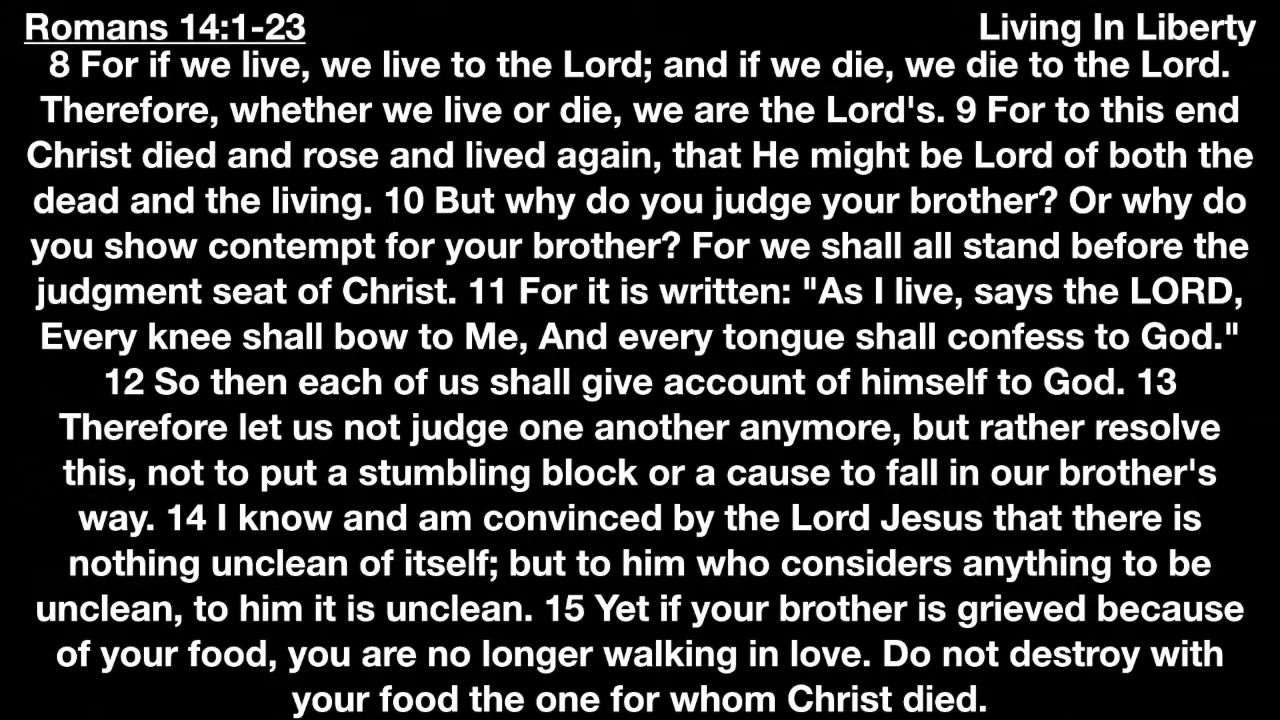 Romans 14:1-23
Living In Liberty
8 For if we live, we live to the Lord; and if we die, we die to the Lord.
Therefore, whether we live or die, we are the Lord's. 9 For to this end
Christ died and rose and lived again, that He might be Lord of both the
dead and the living. 10 But why do you judge your brother? Or why do
you show contempt for your brother? For we shall all stand before the
judgment seat of Christ. 11 For it is written: "As I live, says the LORD,
Every knee shall bow to Me, And every tongue shall confess to God."
12 So then each of us shall give account of himself to God. 13
Therefore let us not judge one another anymore, but rather resolve
this, not to put a stumbling block or a cause to fall in our brother's
way. 14 I know and am convinced by the Lord Jesus that there is
nothing unclean of itself; but to him who considers anything to be
unclean, to him it is unclean. 15 Yet if your brother is grieved because
of your food, you are no longer walking in love. Do not destroy with
your food the one for whom Christ died.